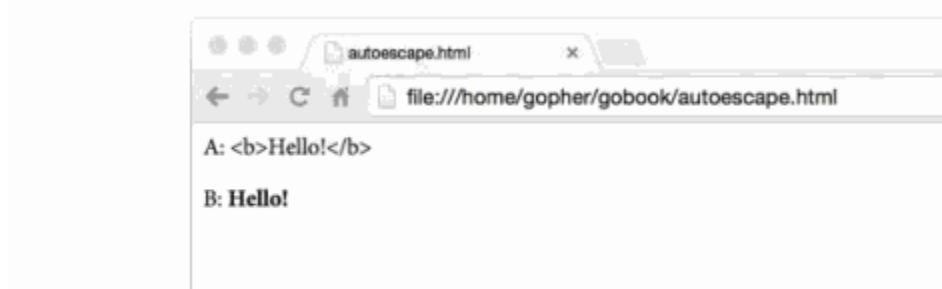 autoescape.html
file:///home/gopher/gobook/autoescape.html
A: <b>Hello!</b>
B: Hello!